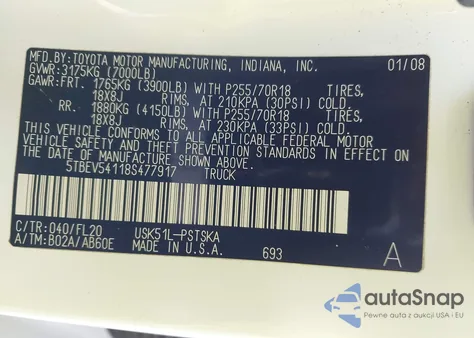 MFD.BY: TOYOTA MOTOR MANUFACTURING, INDIANA, INC. 01/08
GVWR: 3175KG (7000LB)
GAWR: FRT. 1765KG (3900LB) WITH P255/70R18 TIRES,
18X8J RIMS, AT 210KPA (30PSI) COLD.
RR. 1880KG (4150LB) WITH P255/70R18 TIRES,
18X8J RIMS, AT 230KPA (33PSI) COLD.
THIS VEHICLE CONFORMS TO ALL APPLICABLE FEDERAL MOTOR
VEHICLE SAFETY AND THEFT PREVENTION STANDARDS IN EFFECT ON
THE DATE OF MANUFACTURE SHOWN ABOVE.
5TBEV54118S477917 TRUCK
C/TR: 040/FL20 USK51L-PSTSKA
A/TM: B02A/AB60E MADE IN U.S.A. 693 A
autoSnap
Pewne auta z aukcji USA i EU